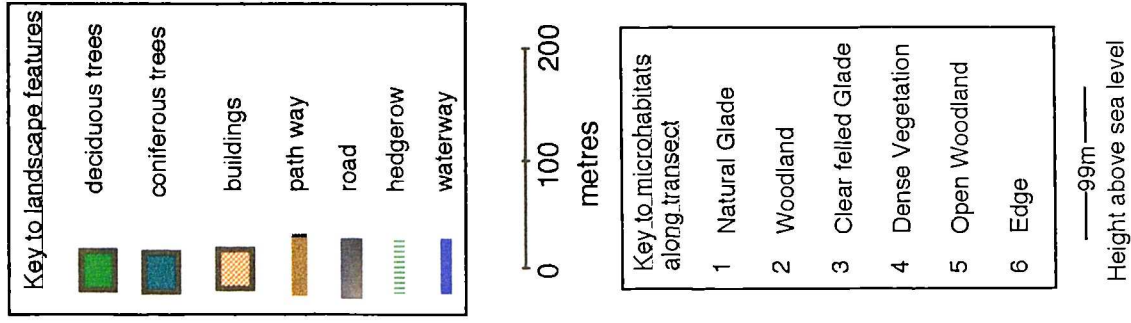 Key to landscape features
deciduous trees
coniferous trees
buildings
path way
road
hedgerow
waterway
0 100 200
metres
Key to microhabitats
along transect
1 Natural Glade
2 Woodland
3 Clear felled Glade
4 Dense Vegetation
5 Open Woodland
6 Edge
99m
Height above sea level